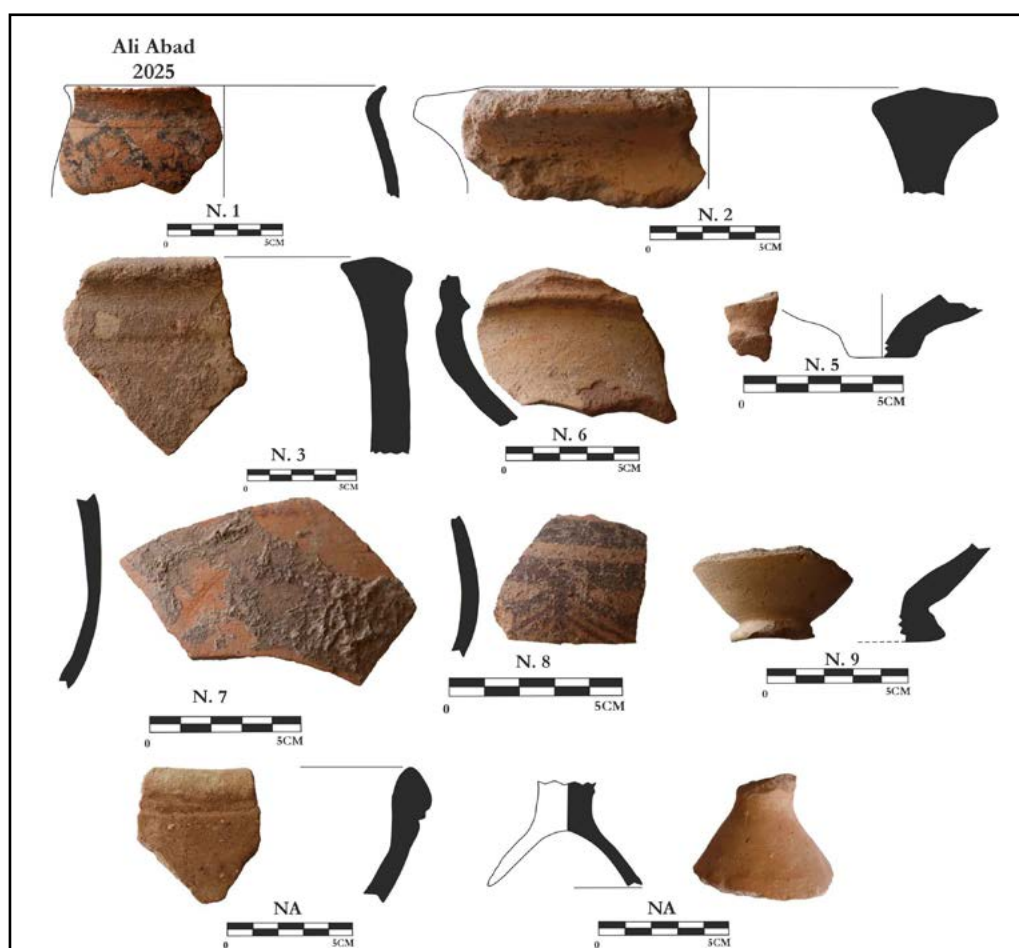 Ali Abad
2025
N. 1
0 5CM
N. 2
0 5CM
N. 3
0 5CM
N. 6
0 5CM
N. 5
0 5CM
N. 7
0 5CM
N. 8
0 5CM
N. 9
0 5CM
NA
0 5CM
NA
0 5CM